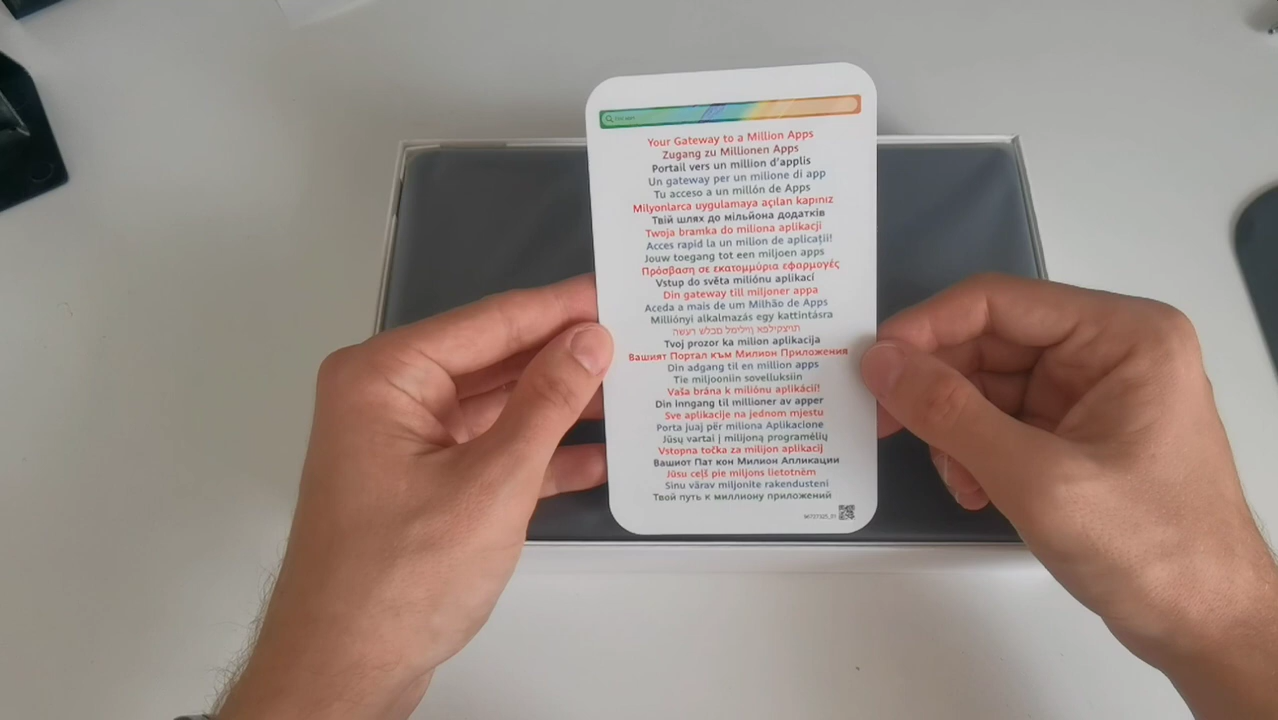 Your Gateway to a Million Apps
Zugang zu Millionen Apps
Portail vers un million d'applis
Un gateway per un milione di app
Tu acceso a un millón de Apps
Milyonlarca uygulamaya açılan kapınız
Твій шлях до мільйона додатків
Twoja bramka do miliona aplikacji
Acces rapid la un milion de aplicații!
Jouw toegang tot een miljoen apps
Πρόσβαση σε εκατομμύρια εφαρμογές
Vstup do světa miliónu aplikací
Din gateway till miljoner appa
Aceda a mais de um Milhão de Apps
Milliónyi alkalmazás egy kattintásra
Tvoj prozor ka milion aplikacija
Вашият Портал към Милион Приложения
Din adgang til en million apps
Tie miljooniin sovelluksiin
Vaša brána k miliónu aplikácií!
Din inngang til millioner av apper
Sve aplikacije na jednom mjestu
Porta juaj për miliona Aplikacione
Jūsų vartai į milijoną programėlių
Vstopna točka za milijon aplikacij
Вашиот Пат кон Милион Апликации
Jūsu ceļš pie miljons lietotnēm
Sinu värav miljonite rakendusteni
Твой путь к миллиону приложений